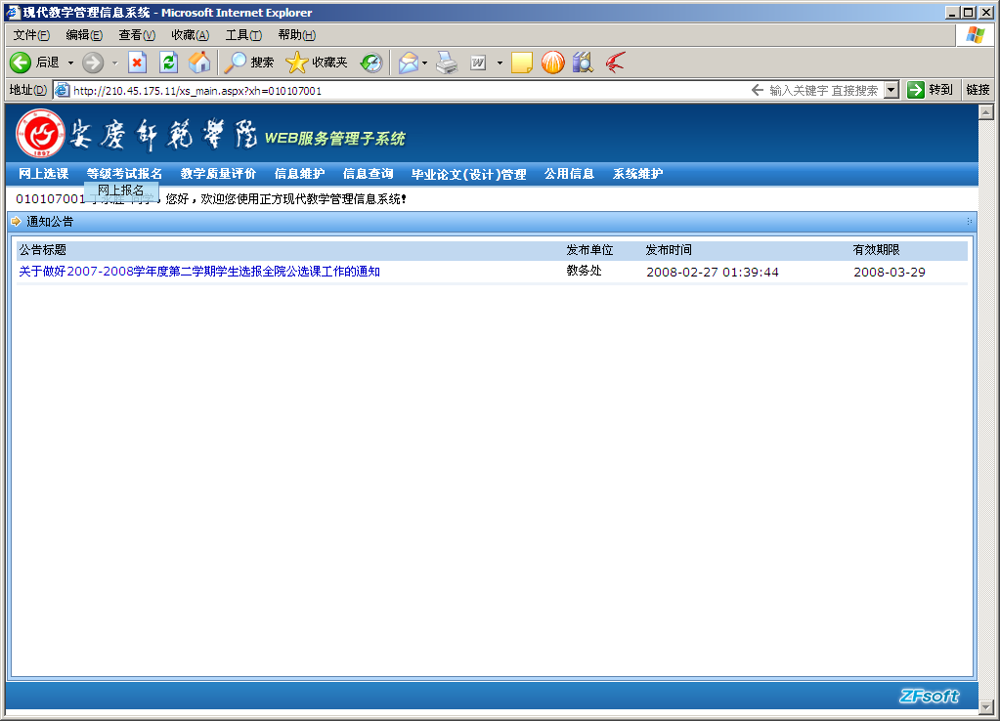 现代教学管理信息系统 - Microsoft Internet Explorer
文件(F) 编辑(E) 查看(V) 收藏(A) 工具(T) 帮助(H)
后退 搜索 收藏夹
地址(D) http://210.45.175.11/xs_main.aspx?xh=010107001 输入关键字 直接搜索 转到 链接
安庆师范学院 WEB服务管理子系统
1897
网上选课 等级考试报名 教学质量评价 信息维护 信息查询 毕业论文(设计)管理 公用信息 系统维护
网上报名
010107001 同学，您好，欢迎您使用正方现代教学管理信息系统！
通知公告
公告标题 发布单位 发布时间 有效期限
关于做好2007-2008学年度第二学期学生选报全院公选课工作的通知 教务处 2008-02-27 01:39:44 2008-03-29
ZFsoft